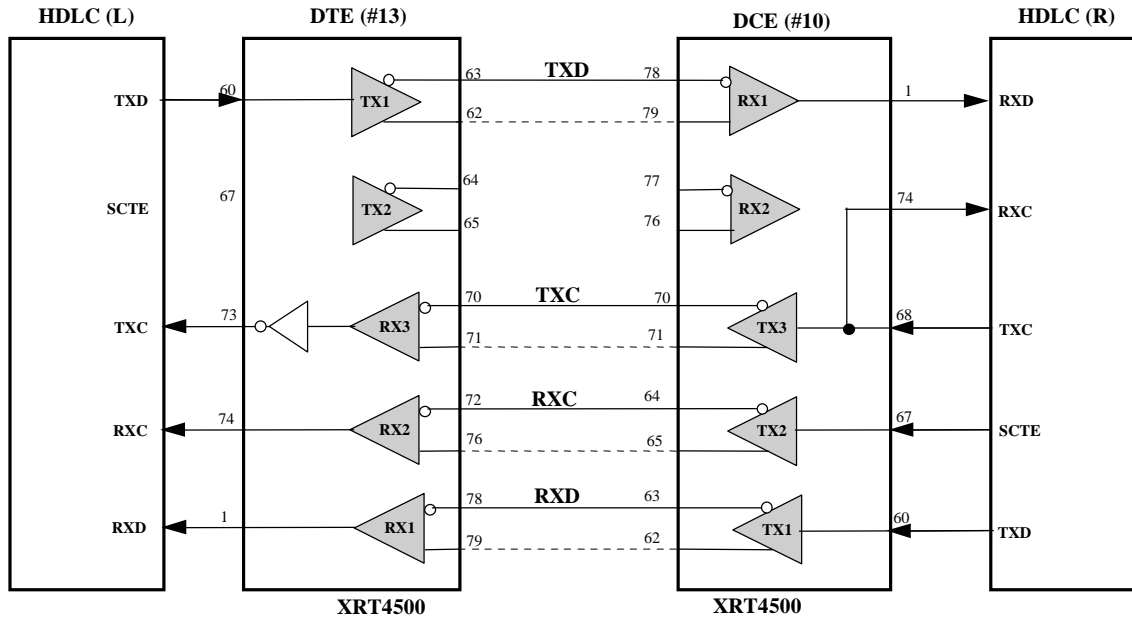 HDLC (L) DTE (#13) DCE (#10) HDLC (R)
63 TXD 78
TXD 60 TX1 RX1 1 RXD
62 79
64 77
67 74
SCTE TX2 RX2 RXC
65 76
70 TXC 70
TXC 73 RX3 TX3 68 TXC
71 71
72 RXC 64
RXC 74 RX2 TX2 67 SCTE
76 65
78 RXD 63
RXD 1 RX1 TX1 60 TXD
79 62
XRT4500 XRT4500